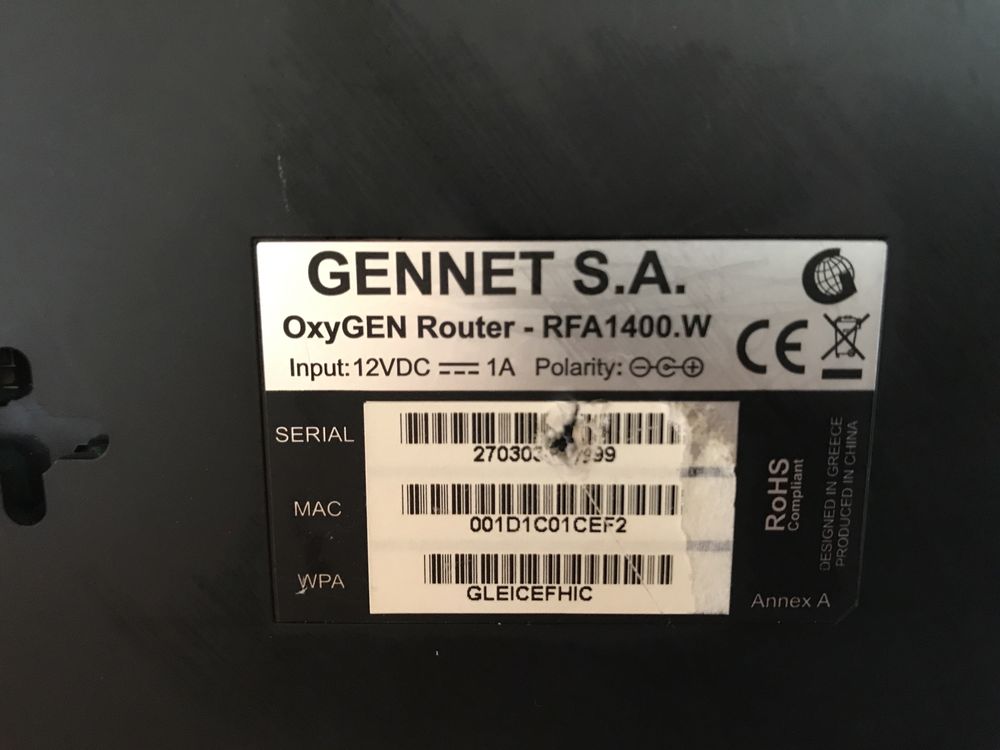 GENNET S.A.
OxyGEN Router - RFA1400.W
Input: 12VDC 1A Polarity:
CE
SERIAL
MAC
001D1C01CEF2
WPA
GLEICEFHIC
RoHS
Compliant
DESIGNED IN GREECE
PRODUCED IN CHINA
Annex A